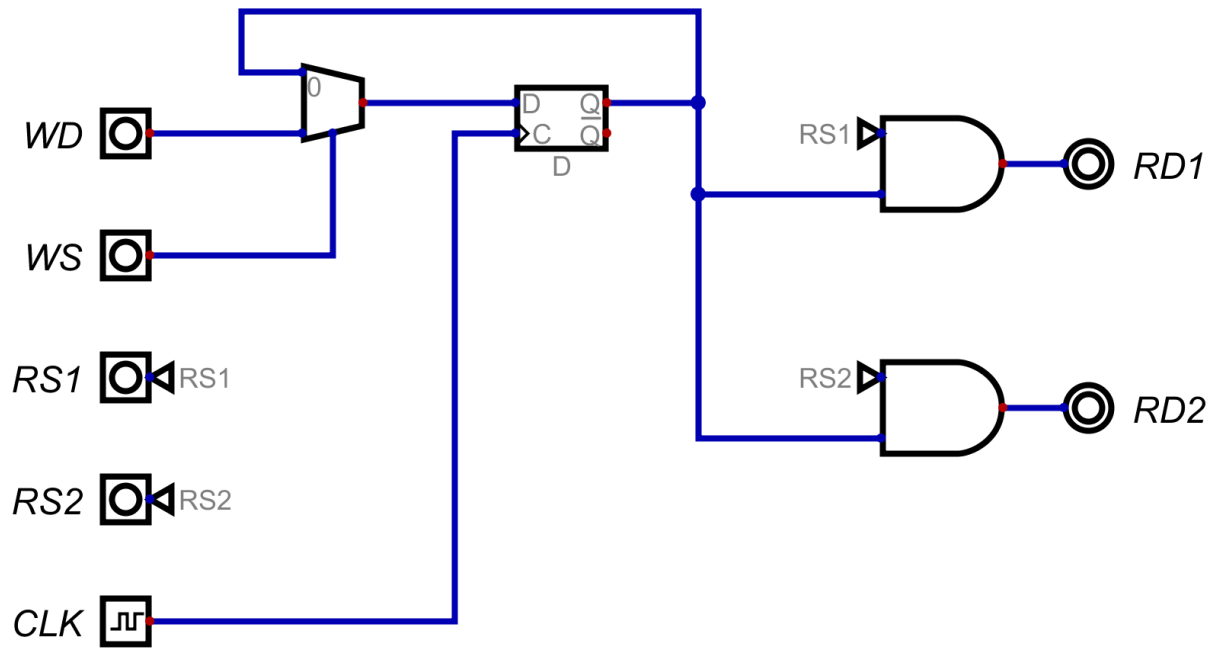 0
WD
D Q
C Q
D
RS1
RD1
WS
RS1 RS1
RS2
RD2
RS2 RS2
CLK